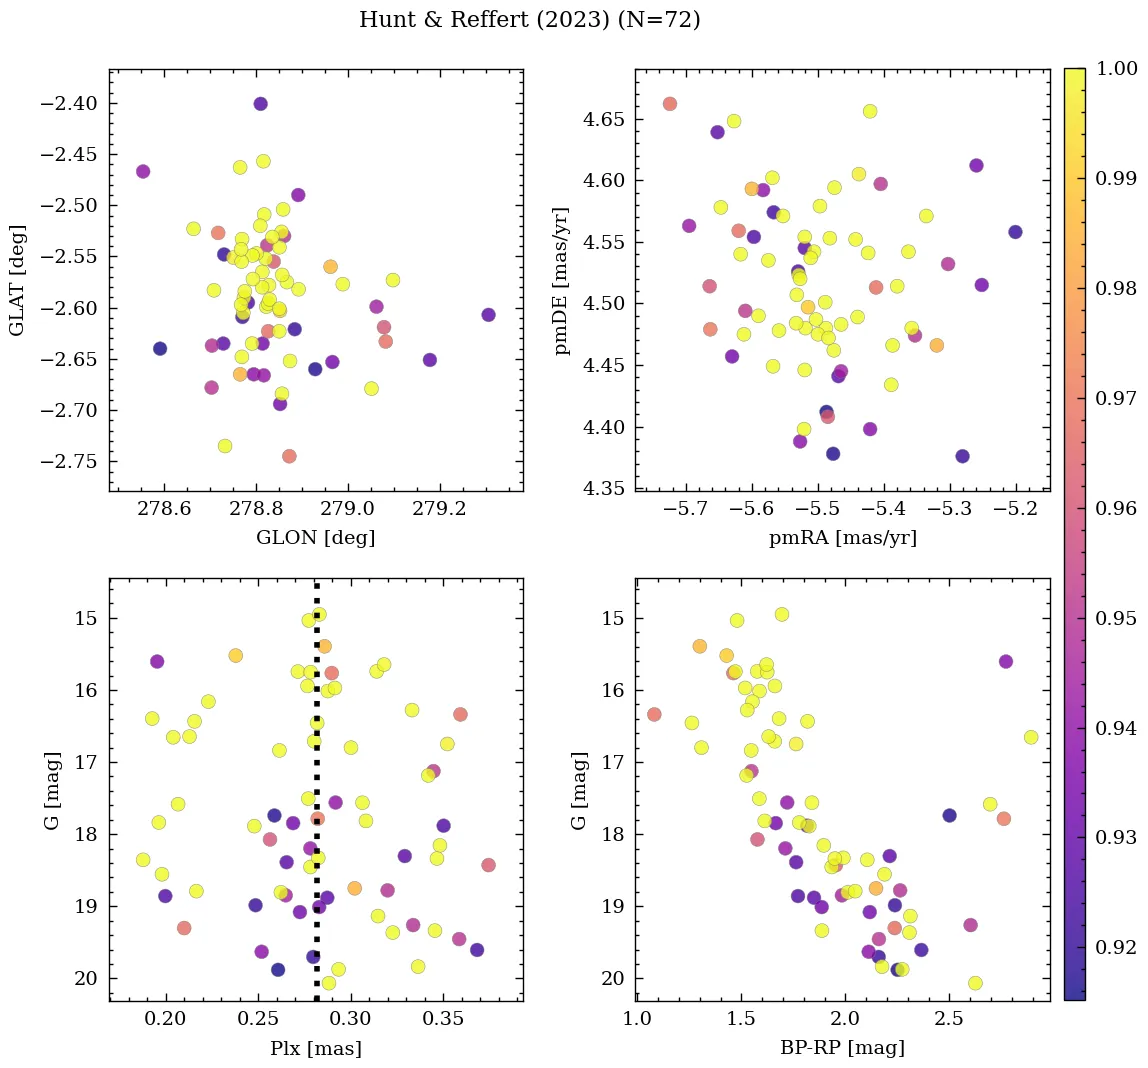 Hunt & Reffert (2023) (N=72)
−2.40
−2.45
−2.50
−2.55
−2.60
−2.65
−2.70
−2.75
GLAT [deg]
278.6 278.8 279.0 279.2
GLON [deg]
4.65
4.60
4.55
4.50
4.45
4.40
4.35
pmDE [mas/yr]
−5.7 −5.6 −5.5 −5.4 −5.3 −5.2
pmRA [mas/yr]
15
16
17
18
19
20
G [mag]
0.20 0.25 0.30 0.35
Plx [mas]
15
16
17
18
19
20
G [mag]
1.0 1.5 2.0 2.5
BP-RP [mag]
1.00
0.99
0.98
0.97
0.96
0.95
0.94
0.93
0.92